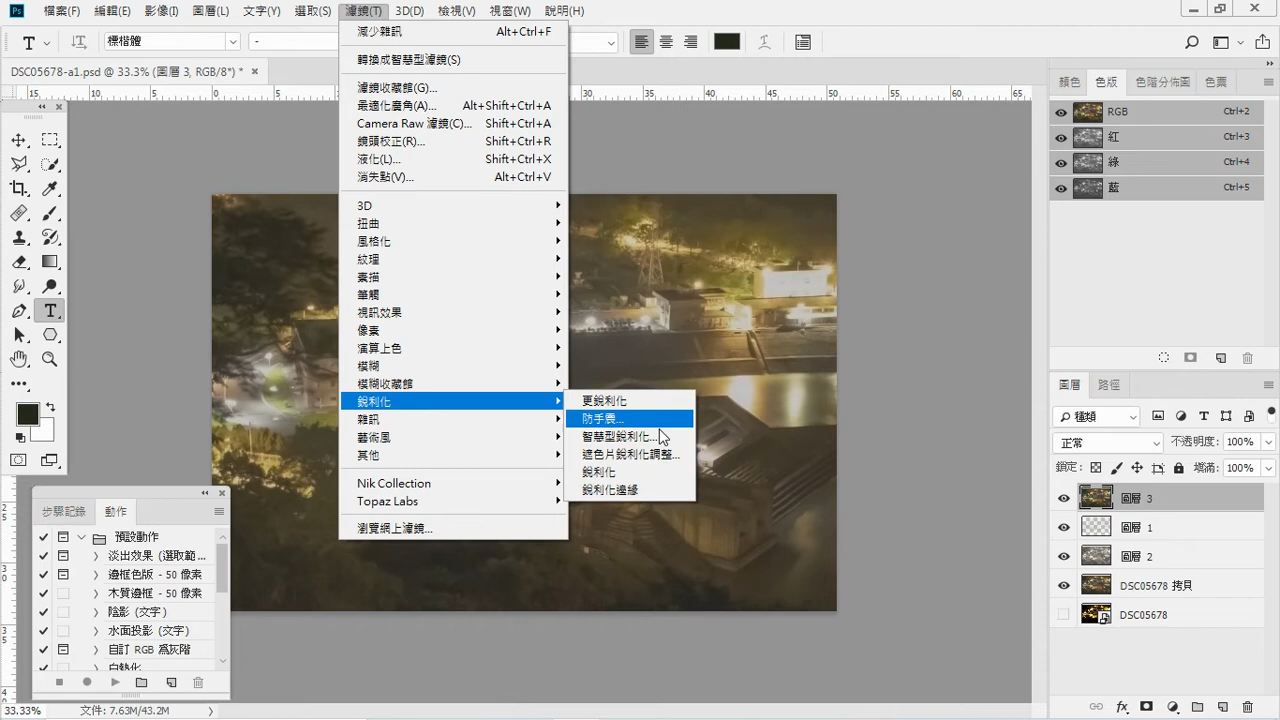 Ps 檔案(F) 編輯(E) 影像(I) 圖層(L) 文字(Y) 選取(S) 濾鏡(T) 3D(D) 檢視(V) 視窗(W) 說明(H)
標楷體 -
DSC05678-a1.psd @ 33.3% (圖層 3, RGB/8*) * ×
15 10 5 0 5 30 35 40 45 50 55 60 65
減少雜訊 Alt+Ctrl+F
轉換成智慧型濾鏡(S)
濾鏡收藏館(G)...
最適化廣角(A)... Alt+Shift+Ctrl+A
Camera Raw 濾鏡(C)... Shift+Ctrl+A
鏡頭校正(R)... Shift+Ctrl+R
液化(L)... Shift+Ctrl+X
消失點(V)... Alt+Ctrl+V
3D
扭曲
風格化
紋理
素描
筆觸
視訊效果
像素
演算上色
模糊
模糊收藏館
銳利化
雜訊
藝術風
其他
Nik Collection
Topaz Labs
瀏覽網上濾鏡...
更銳利化
防手震...
智慧型銳利化...
遮色片銳利化調整...
銳利化
銳利化邊緣
顏色 色版 色階分佈圖 色票
RGB Ctrl+2
紅 Ctrl+3
綠 Ctrl+4
藍 Ctrl+5
圖層 路徑
種類
正常 不透明度: 100%
鎖定: 填滿: 100%
圖層 3
圖層 1
圖層 2
DSC05678 拷貝
DSC05678
步驟記錄 動作
預設動作
淡出效果 (選取範...
邊框色版 - 50 像素
木質邊框 - 50 像素
陰影 (文字)
水面投影 (文字)
自訂 RGB 為灰階
33.33% 文件: 7.63M/43.2M